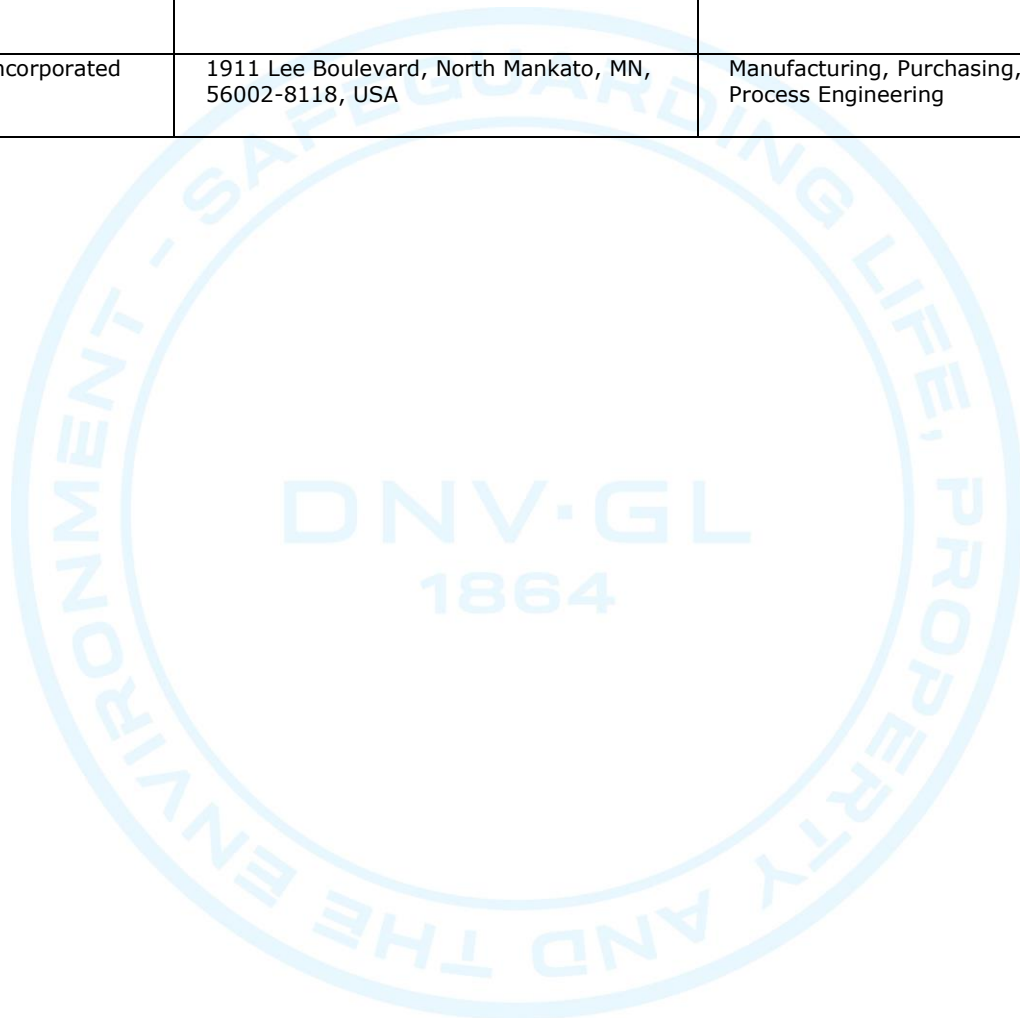 ncorporated
1911 Lee Boulevard, North Mankato, MN,
56002-8118, USA
Manufacturing, Purchasing,
Process Engineering
SAFEGUARDING LIFE, PROPERTY AND THE ENVIRONMENT -
DNV·GL
1864